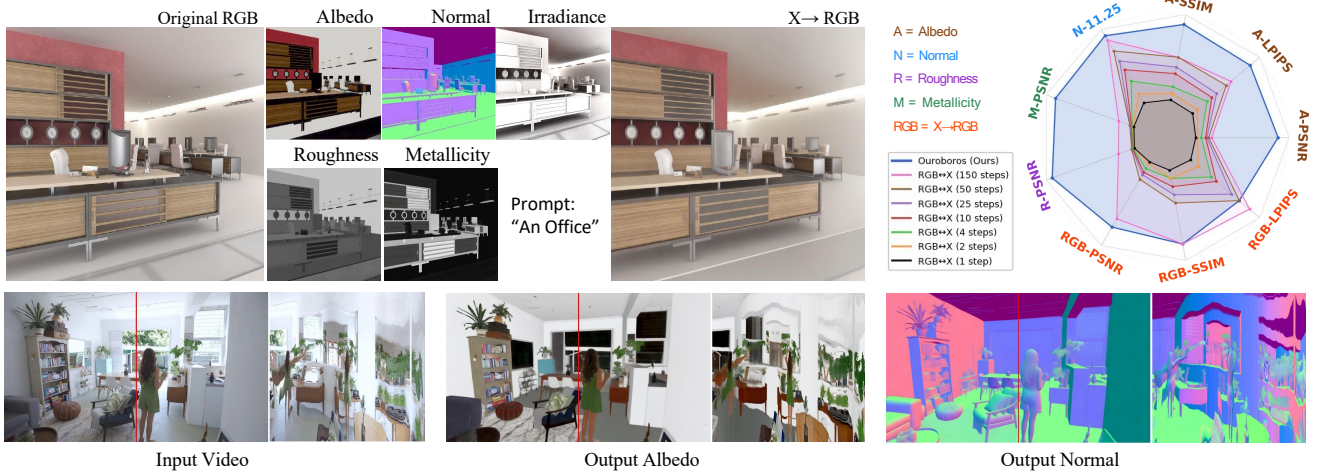 Original RGB
Albedo
Normal
Irradiance
X→ RGB
Roughness
Metallicity
Prompt:
“An Office”
A = Albedo
N = Normal
R = Roughness
M = Metallicity
RGB = X→RGB
Ouroboros (Ours)
RGB↔X (150 steps)
RGB↔X (50 steps)
RGB↔X (25 steps)
RGB↔X (10 steps)
RGB↔X (4 steps)
RGB↔X (2 steps)
RGB↔X (1 step)
A-SSIM
N-11.25
A-LPIPS
M-PSNR
A-PSNR
R-PSNR
RGB-LPIPS
RGB-PSNR
RGB-SSIM
Input Video
Output Albedo
Output Normal